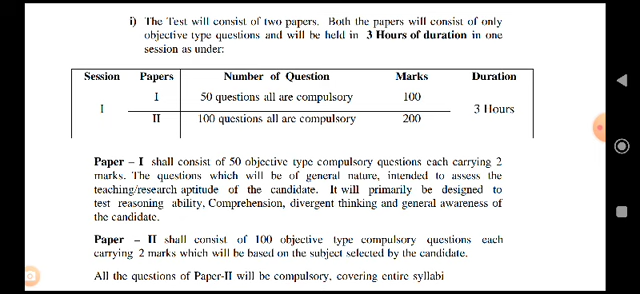 i) The Test will consist of two papers. Both the papers will consist of only
objective type questions and will be held in 3 Hours of duration in one
session as under:
Session Papers Number of Question Marks Duration
I I 50 questions all are compulsory 100 3 Hours
II 100 questions all are compulsory 200
Paper – I shall consist of 50 objective type compulsory questions each carrying 2
marks. The questions which will be of general nature, intended to assess the
teaching/research aptitude of the candidate. It will primarily be designed to
test reasoning ability, Comprehension, divergent thinking and general awareness of
the candidate.
Paper – II shall consist of 100 objective type compulsory questions each
carrying 2 marks which will be based on the subject selected by the candidate.
All the questions of Paper-II will be compulsory, covering entire syllabi